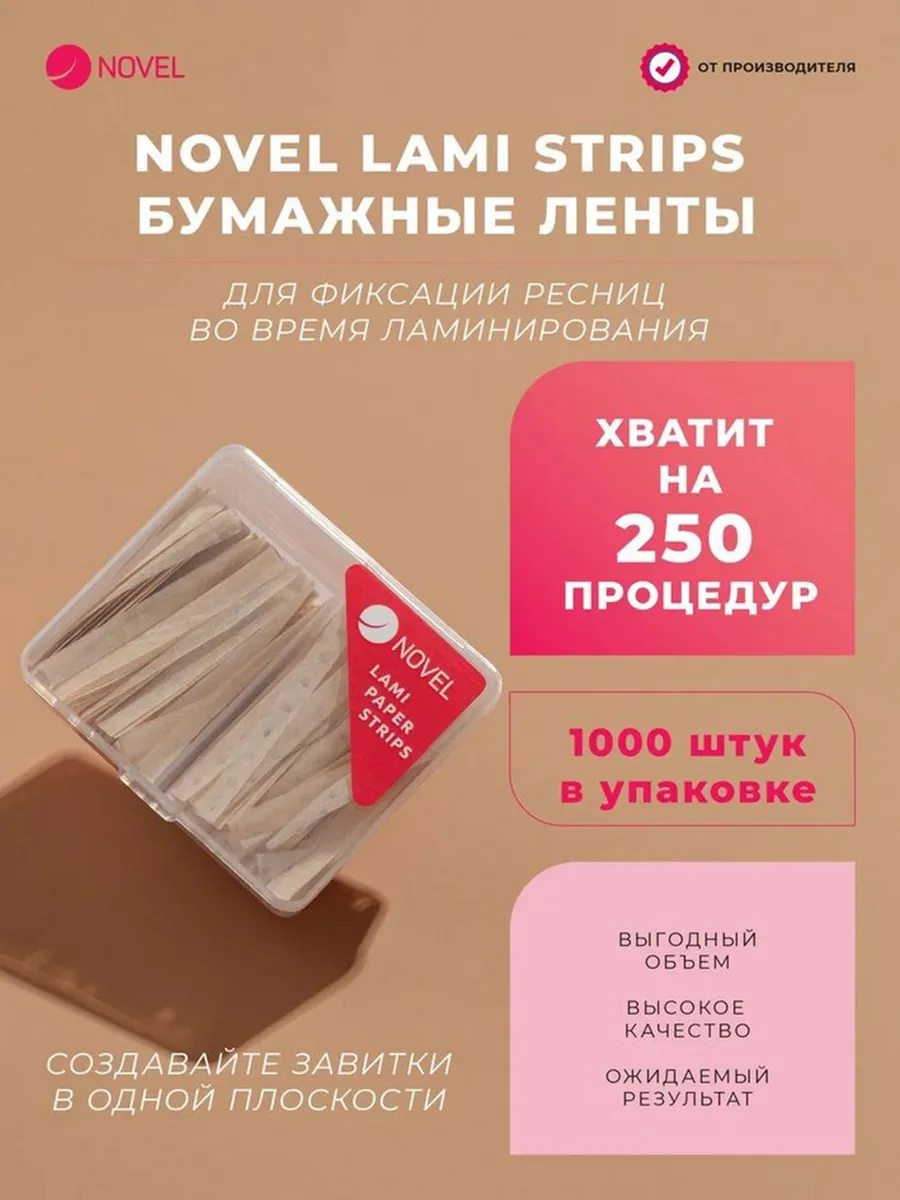 NOVEL
ОТ ПРОИЗВОДИТЕЛЯ
NOVEL LAMI STRIPS
БУМАЖНЫЕ ЛЕНТЫ
ДЛЯ ФИКСАЦИИ РЕСНИЦ
ВО ВРЕМЯ ЛАМИНИРОВАНИЯ
ХВАТИТ
НА
250
ПРОЦЕДУР
NOVEL
LAMI
PAPER
STRIPS
1000 штук
в упаковке
ВЫГОДНЫЙ
ОБЪЕМ
ВЫСОКОЕ
КАЧЕСТВО
ОЖИДАЕМЫЙ
РЕЗУЛЬТАТ
СОЗДАВАЙТЕ ЗАВИТКИ
В ОДНОЙ ПЛОСКОСТИ